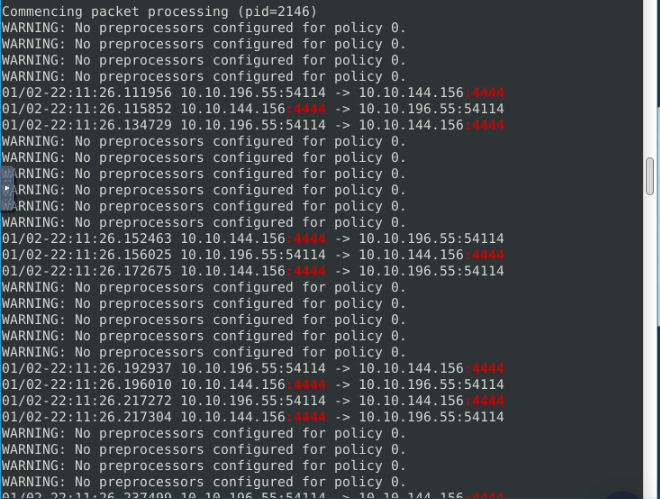 Commencing packet processing (pid=2146)
WARNING: No preprocessors configured for policy 0.
WARNING: No preprocessors configured for policy 0.
WARNING: No preprocessors configured for policy 0.
WARNING: No preprocessors configured for policy 0.
01/02-22:11:26.111956 10.10.196.55:54114 -> 10.10.144.156:4444
01/02-22:11:26.115852 10.10.144.156:4444 -> 10.10.196.55:54114
01/02-22:11:26.134729 10.10.196.55:54114 -> 10.10.144.156:4444
WARNING: No preprocessors configured for policy 0.
WARNING: No preprocessors configured for policy 0.
WARNING: No preprocessors configured for policy 0.
WARNING: No preprocessors configured for policy 0.
WARNING: No preprocessors configured for policy 0.
WARNING: No preprocessors configured for policy 0.
01/02-22:11:26.152463 10.10.144.156:4444 -> 10.10.196.55:54114
01/02-22:11:26.156025 10.10.196.55:54114 -> 10.10.144.156:4444
01/02-22:11:26.172675 10.10.144.156:4444 -> 10.10.196.55:54114
WARNING: No preprocessors configured for policy 0.
WARNING: No preprocessors configured for policy 0.
WARNING: No preprocessors configured for policy 0.
WARNING: No preprocessors configured for policy 0.
WARNING: No preprocessors configured for policy 0.
01/02-22:11:26.192937 10.10.196.55:54114 -> 10.10.144.156:4444
01/02-22:11:26.196010 10.10.144.156:4444 -> 10.10.196.55:54114
01/02-22:11:26.217272 10.10.196.55:54114 -> 10.10.144.156:4444
01/02-22:11:26.217304 10.10.144.156:4444 -> 10.10.196.55:54114
WARNING: No preprocessors configured for policy 0.
WARNING: No preprocessors configured for policy 0.
WARNING: No preprocessors configured for policy 0.
WARNING: No preprocessors configured for policy 0.
01/02-22:11:26.237499 10.10.196.55:54114 -> 10.10.144.156:4444